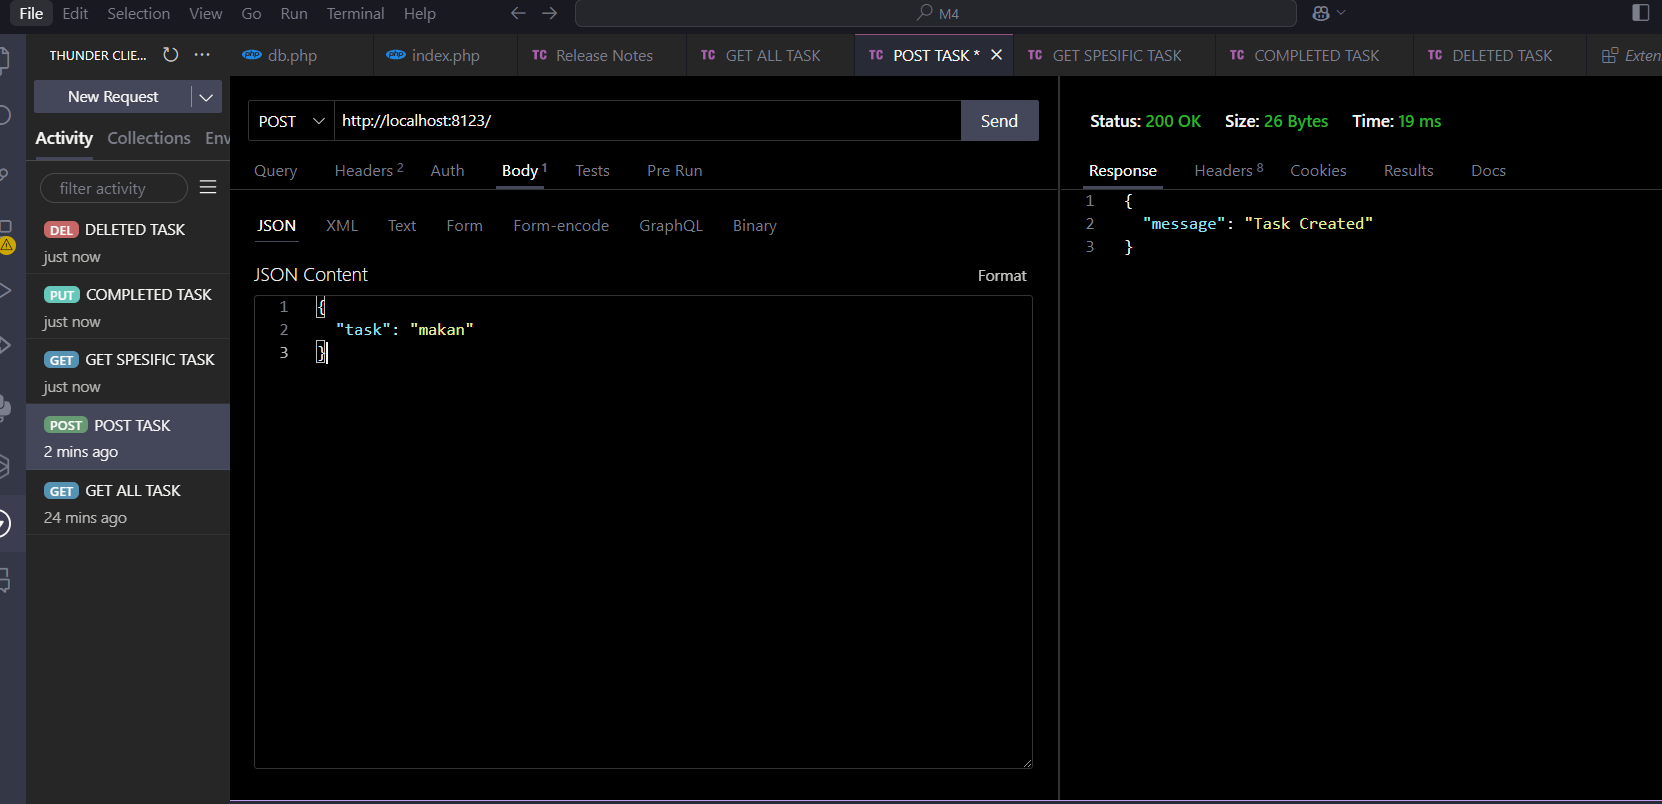 File Edit Selection View Go Run Terminal Help M4
THUNDER CLIE... ···
db.php
index.php
TC Release Notes
TC GET ALL TASK
TC POST TASK *
TC GET SPESIFIC TASK
TC COMPLETED TASK
TC DELETED TASK
New Request
Activity Collections
filter activity
DEL DELETED TASK
just now
PUT COMPLETED TASK
just now
GET GET SPESIFIC TASK
just now
POST POST TASK
2 mins ago
GET GET ALL TASK
24 mins ago
POST http://localhost:8123/ Send
Query Headers 2 Auth Body 1 Tests Pre Run
JSON XML Text Form Form-encode GraphQL Binary
JSON Content Format
1 {
2 "task": "makan"
3 }
Status: 200 OK Size: 26 Bytes Time: 19 ms
Response Headers 8 Cookies Results Docs
1 {
2 "message": "Task Created"
3 }